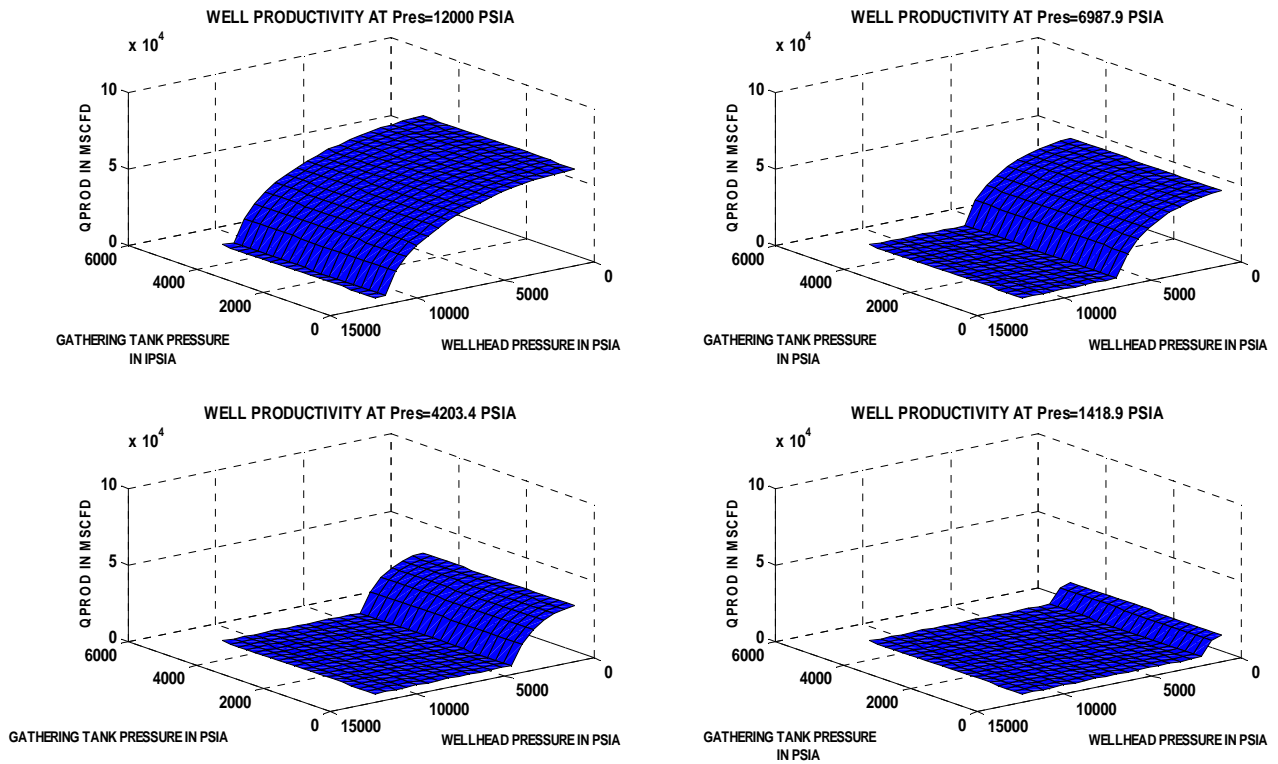 WELL PRODUCTIVITY AT Pres=12000 PSIA
x 10^4
10
5
0
QPROD IN MSCFD
6000
4000
2000
0
15000
10000
5000
0
GATHERING TANK PRESSURE
IN IPSIA
WELLHEAD PRESSURE IN PSIA
WELL PRODUCTIVITY AT Pres=6987.9 PSIA
x 10^4
10
5
0
QPROD IN MSCFD
6000
4000
2000
0
15000
10000
5000
0
GATHERING TANK PRESSURE
IN PSIA
WELLHEAD PRESSURE IN PSIA
WELL PRODUCTIVITY AT Pres=4203.4 PSIA
x 10^4
10
5
0
QPROD IN MSCFD
6000
4000
2000
0
15000
10000
5000
0
GATHERING TANK PRESSURE IN PSIA
WELLHEAD PRESSURE IN PSIA
WELL PRODUCTIVITY AT Pres=1418.9 PSIA
x 10^4
10
5
0
QPROD IN MSCFD
6000
4000
2000
0
15000
10000
5000
0
GATHERING TANK PRESSURE
IN PSIA
WELLHEAD PRESSURE IN PSIA